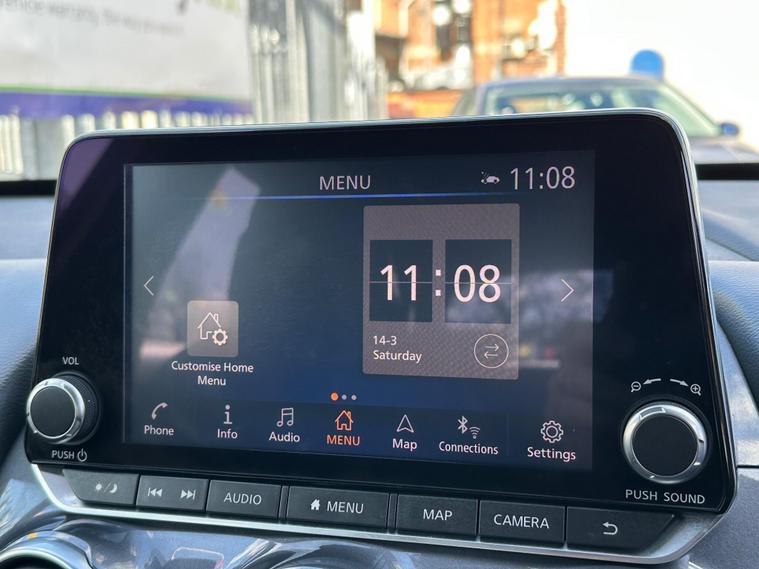 MENU
11:08
11:08
14-3
Saturday
Customise Home
Menu
Phone
Info
Audio
MENU
Map
Connections
Settings
VOL
PUSH
PUSH SOUND
AUDIO
MENU
MAP
CAMERA